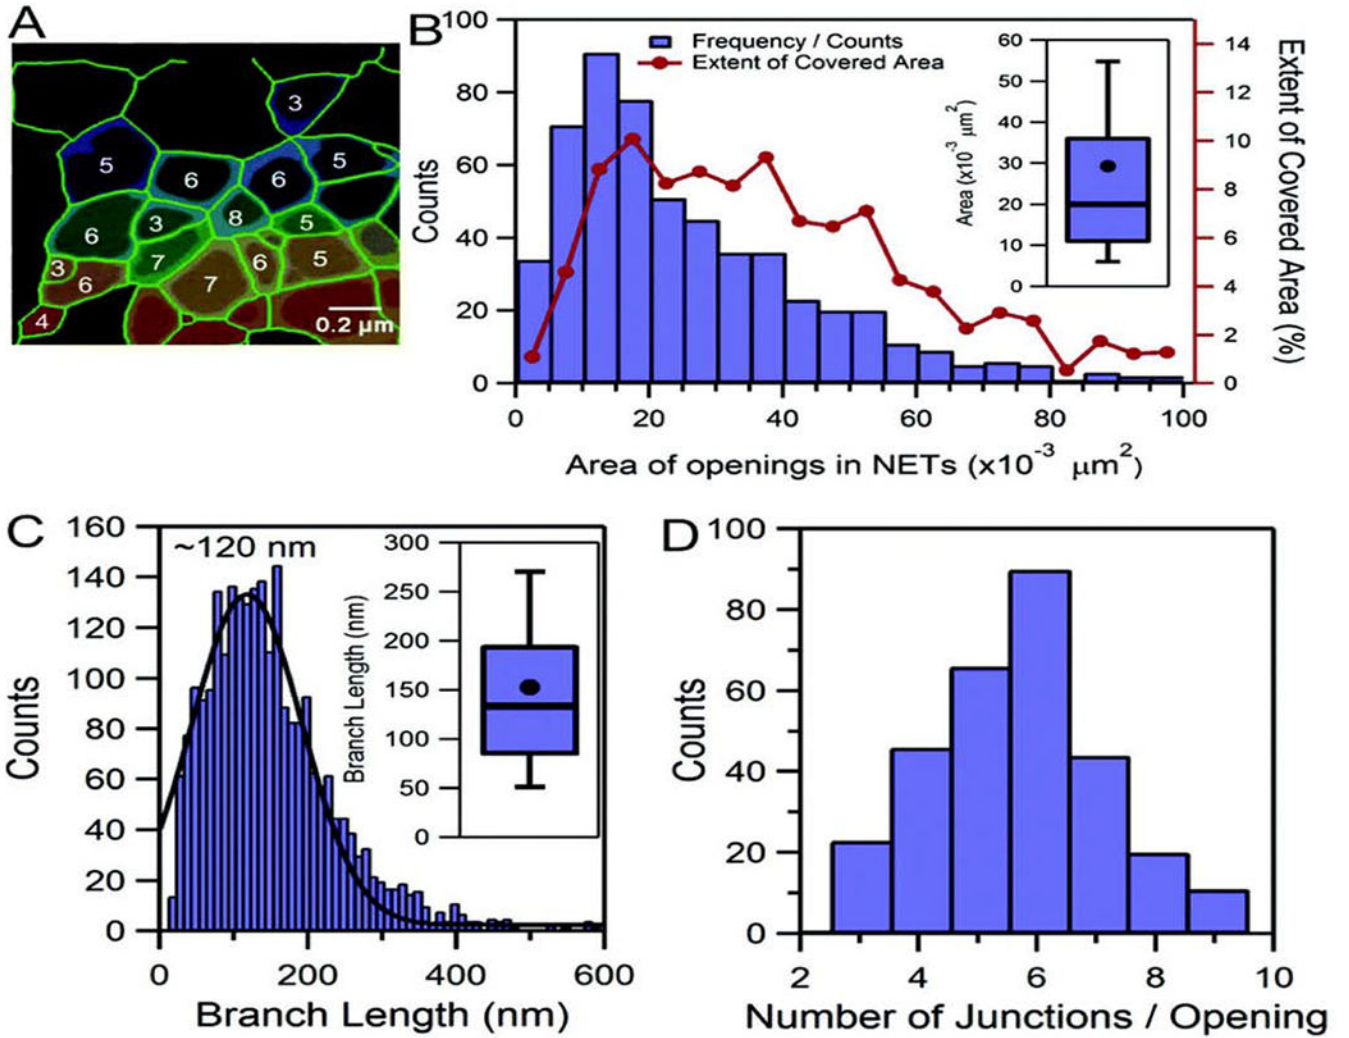 A
3
5
6
6
5
3
8
5
6
7
6
5
3
6
7
4
0.2 µm
B
100
80
60
40
20
0
Counts
Frequency / Counts
Extent of Covered Area
60
50
40
30
20
10
0
Area (x10⁻³ µm²)
14
12
10
8
6
4
2
0
Extent of Covered Area (%)
0 20 40 60 80 100
Area of openings in NETs (x10⁻³ µm²)
C
160
140
120
100
80
60
40
20
0
Counts
~120 nm
300
250
200
150
100
50
0
Branch Length (nm)
0 200 400 600
Branch Length (nm)
D
100
80
60
40
20
0
Counts
2 4 6 8 10
Number of Junctions / Opening